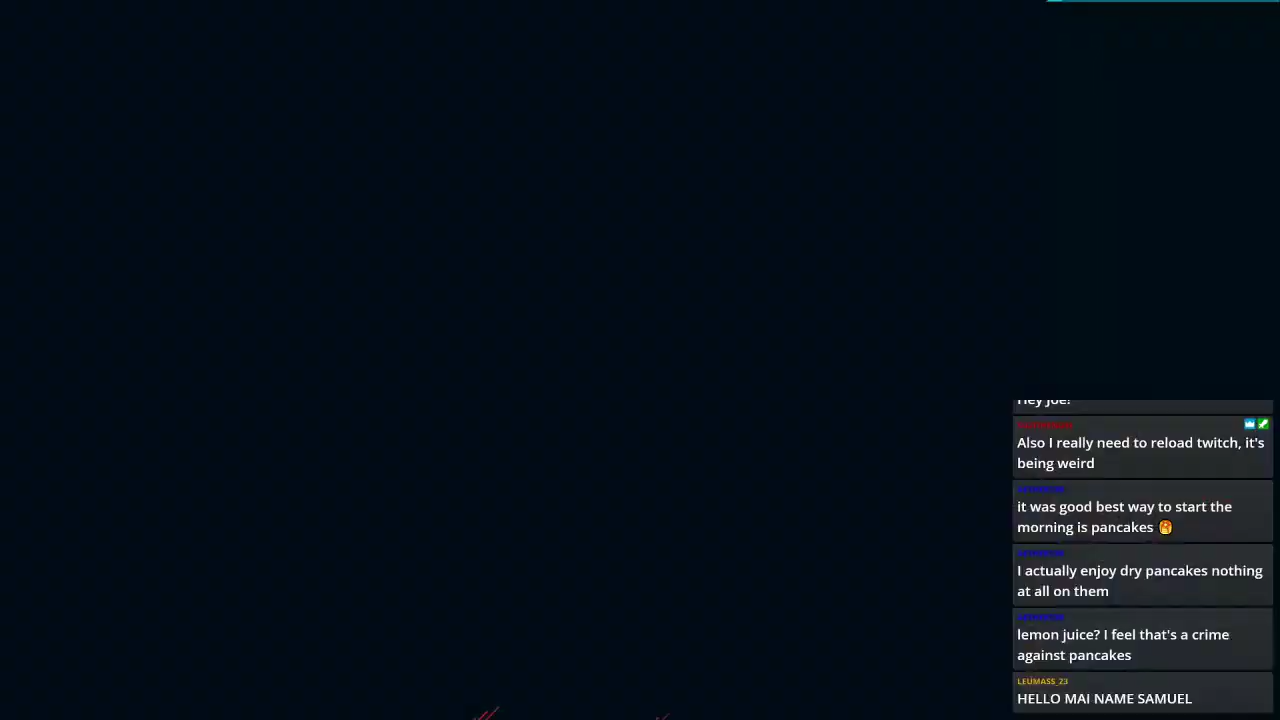 Hey Joe!
Also I really need to reload twitch, it's
being weird
it was good best way to start the
morning is pancakes
I actually enjoy dry pancakes nothing
at all on them
lemon juice? I feel that's a crime
against pancakes
LEUMASS_23
HELLO MAI NAME SAMUEL